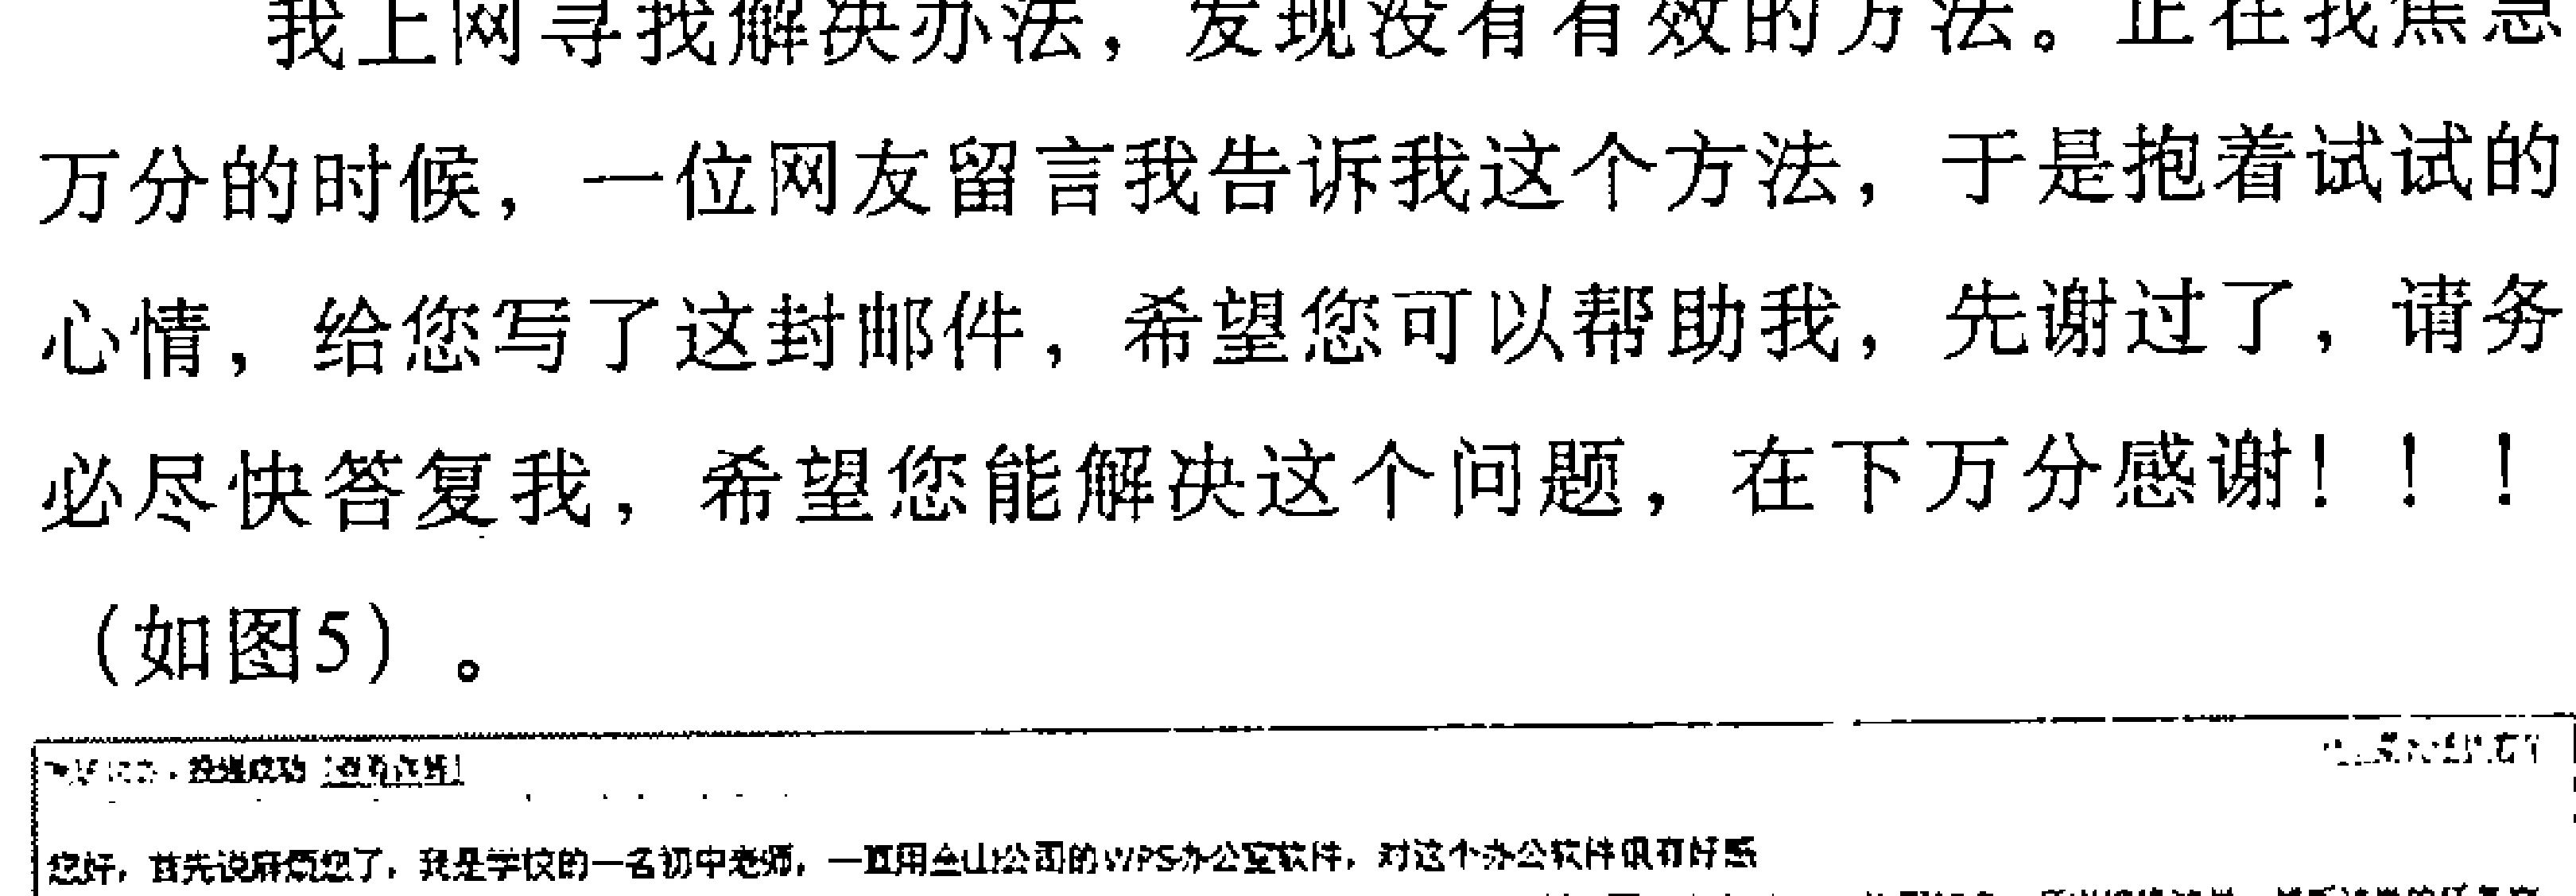 我上网寻找解决办法，发现没有有效的方法。正在我焦急
万分的时候，一位网友留言我告诉我这个方法，于是抱着试试的
心情，给您写了这封邮件，希望您可以帮助我，先谢过了，请务
必尽快答复我，希望您能解决这个问题，在下万分感谢！！！
（如图5）。
投递成功 [查看详情]
您好，首先说麻烦您了，我是学校的一名初中老师，一直用金山公司的WPS办公室软件，对这个办公软件很有好感